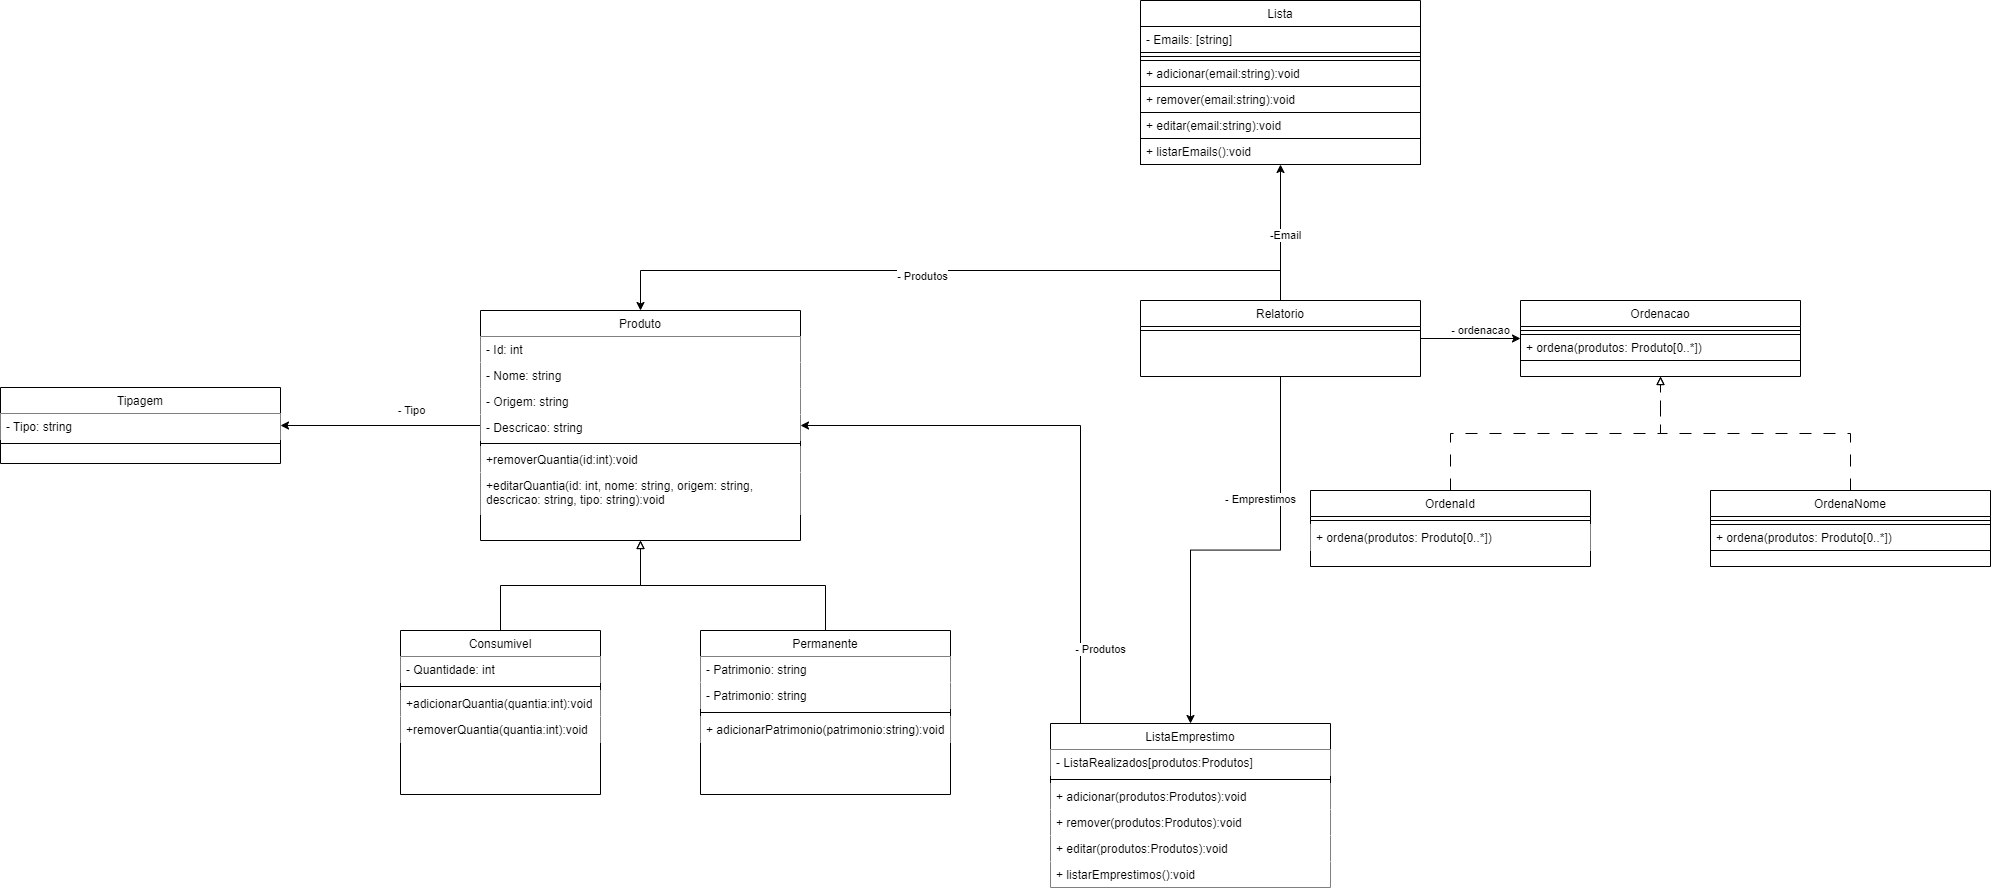 Lista
- Emails: [string]
+ adicionar(email:string):void
+ remover(email:string):void
+ editar(email:string):void
+ listarEmails():void
-Email
- Produtos
Produto
- Id: int
- Nome: string
- Origem: string
- Descricao: string
+removerQuantia(id:int):void
+editarQuantia(id: int, nome: string, origem: string,
descricao: string, tipo: string):void
Relatorio
- ordenacao
Ordenacao
+ ordena(produtos: Produto[0..*])
Tipagem
- Tipo: string
- Tipo
- Emprestimos
OrdenaId
+ ordena(produtos: Produto[0..*])
OrdenaNome
+ ordena(produtos: Produto[0..*])
Consumivel
- Quantidade: int
+adicionarQuantia(quantia:int):void
+removerQuantia(quantia:int):void
Permanente
- Patrimonio: string
- Patrimonio: string
+ adicionarPatrimonio(patrimonio:string):void
- Produtos
ListaEmprestimo
- ListaRealizados[produtos:Produtos]
+ adicionar(produtos:Produtos):void
+ remover(produtos:Produtos):void
+ editar(produtos:Produtos):void
+ listarEmprestimos():void